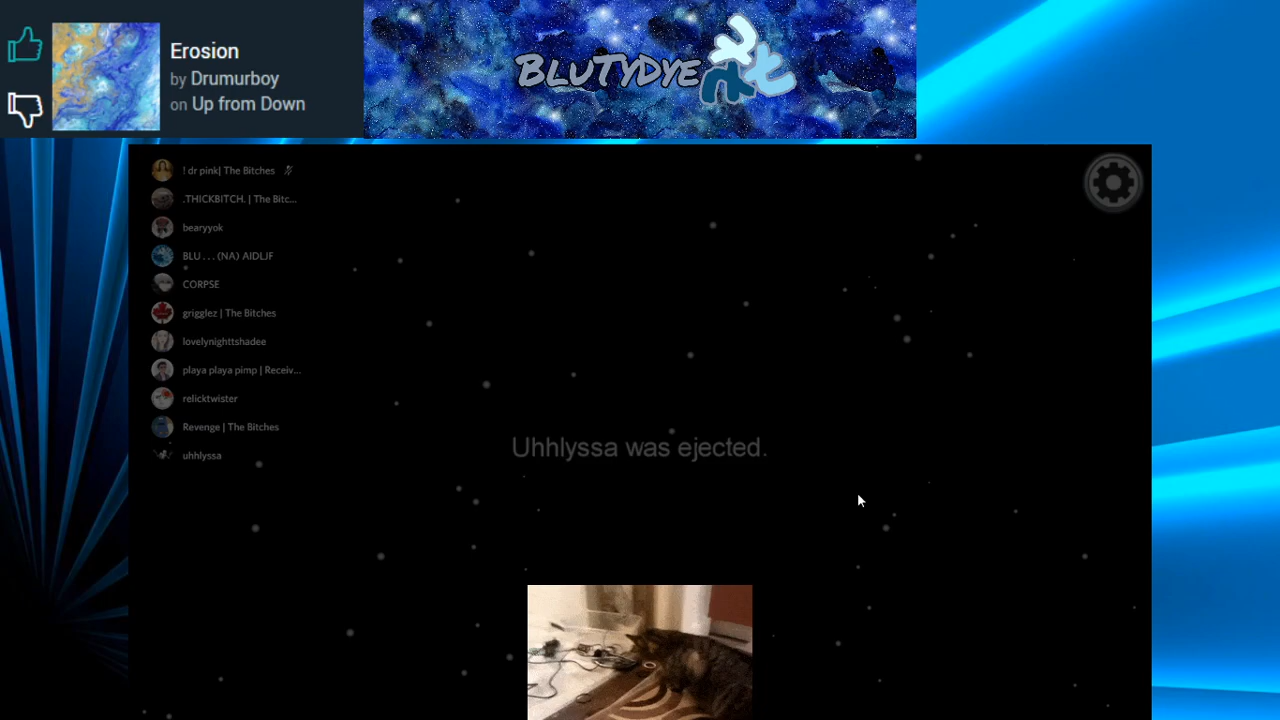 Erosion
by Drumurboy
on Up from Down
BLUTYDYE
! dr pink| The Bitches
.THICKBITCH. | The Bitc...
bearyyok
BLU . . . (NA) AIDLJF
CORPSE
grigglez | The Bitches
lovelynighttshadee
playa playa pimp | Receiv...
relicktwister
Revenge | The Bitches
uhhlyssa
Uhhlyssa was ejected.